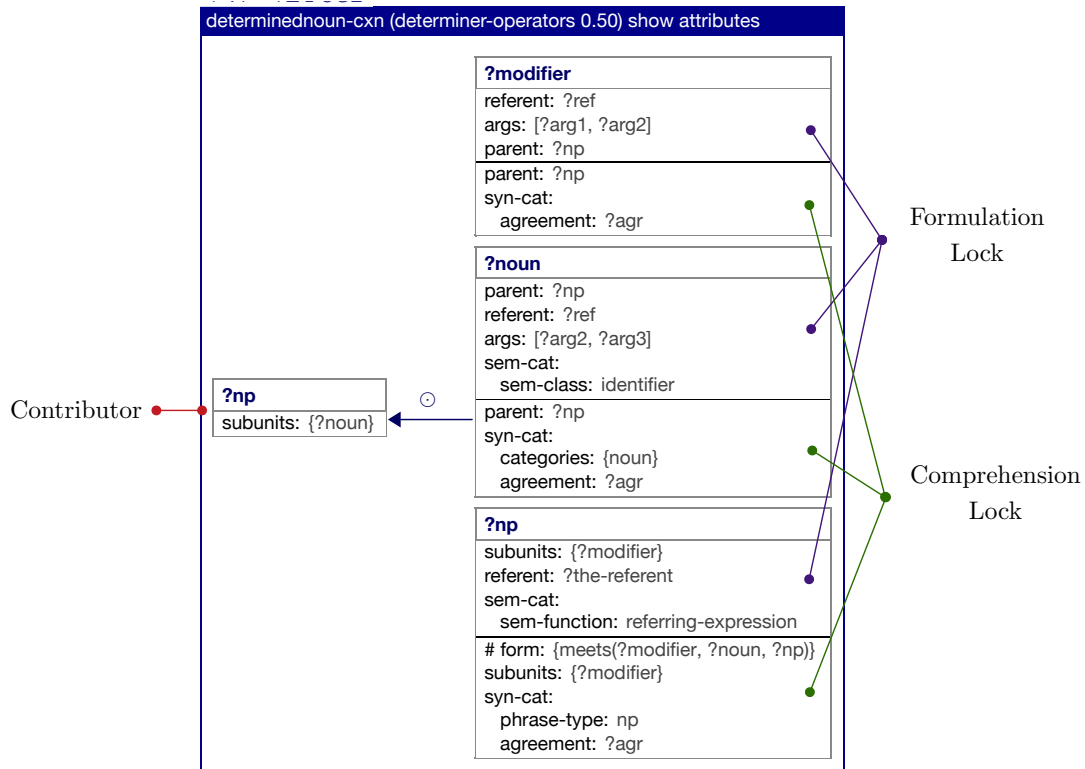 determinednoun-cxn (determiner-operators 0.50) show attributes
?modifier
referent: ?ref
args: [?arg1, ?arg2]
parent: ?np
parent: ?np
syn-cat:
agreement: ?agr
Formulation
Lock
?noun
parent: ?np
referent: ?ref
args: [?arg2, ?arg3]
sem-cat:
sem-class: identifier
parent: ?np
syn-cat:
categories: {noun}
agreement: ?agr
Contributor
?np
subunits: {?noun}
⊙
Comprehension
Lock
?np
subunits: {?modifier}
referent: ?the-referent
sem-cat:
sem-function: referring-expression
# form: {meets(?modifier, ?noun, ?np)}
subunits: {?modifier}
syn-cat:
phrase-type: np
agreement: ?agr